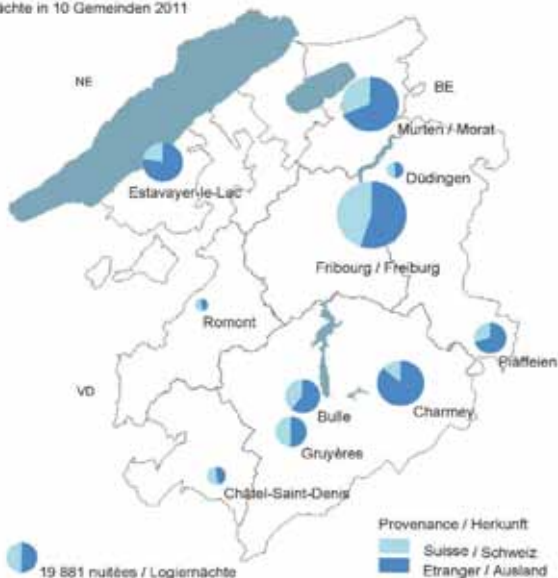 Logiernächte in 10 Gemeinden 2011
NE
BE
Murten / Morat
Düdingen
Estavayer-le-Lac
Fribourg / Freiburg
Romont
Plaffeien
VD
Charmey
Bulle
Gruyères
Châtel-Saint-Denis
Provenance / Herkunft
Suisse / Schweiz
Etranger / Ausland
19 881 nuitées / Logiernächte